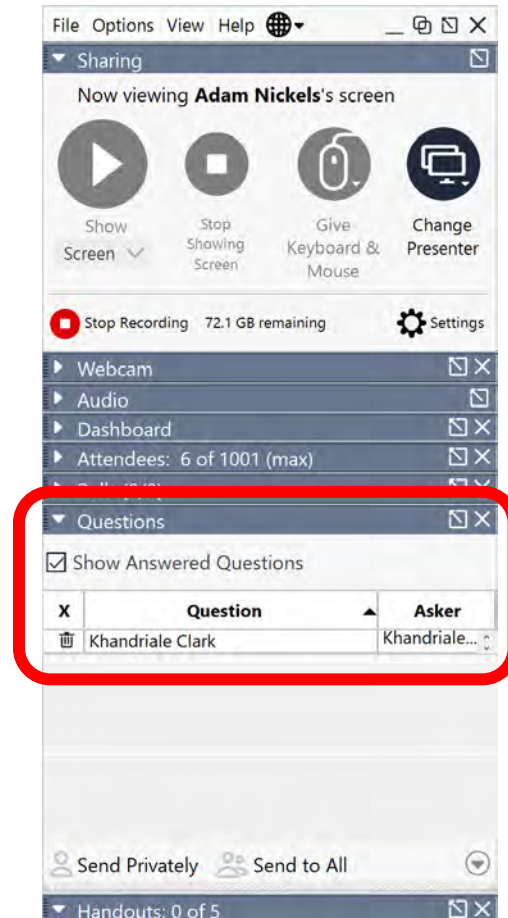 File Options View Help
Sharing
Now viewing Adam Nickels's screen
Show
Screen
Stop
Showing
Screen
Give
Keyboard &
Mouse
Change
Presenter
Stop Recording 72.1 GB remaining Settings
Webcam
Audio
Dashboard
Attendees: 6 of 1001 (max)
Questions
Show Answered Questions
X Question Asker
Khandriale Clark Khandriale...
Send Privately Send to All
Handouts: 0 of 5